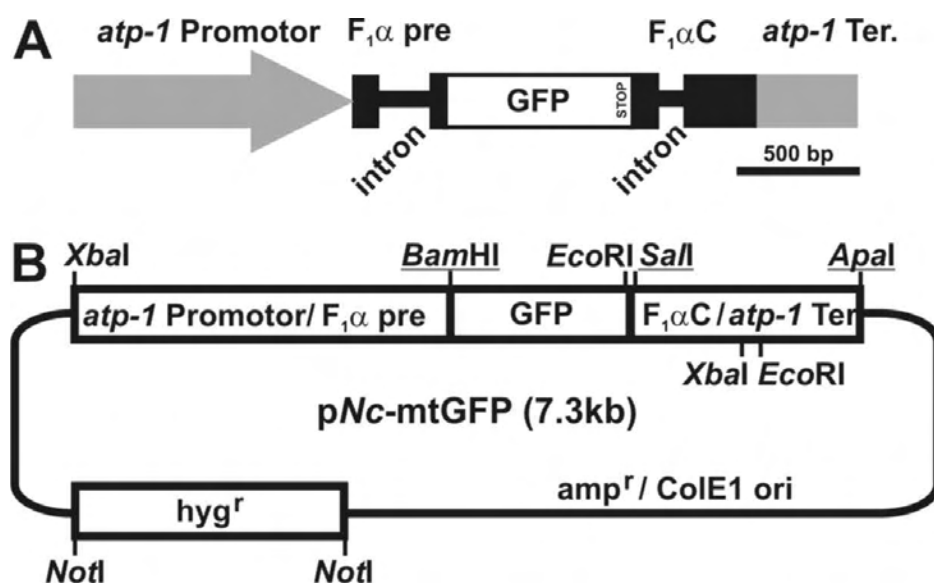 A
atp-1 Promotor F₁α pre F₁αC atp-1 Ter.
GFP STOP
intron intron
500 bp
B
XbaI BamHI EcoRI SalI ApaI
atp-1 Promotor/ F₁α pre GFP F₁αC/atp-1 Ter
XbaI EcoRI
pNc-mtGFP (7.3kb)
hygʳ ampʳ/ ColE1 ori
NotI NotI